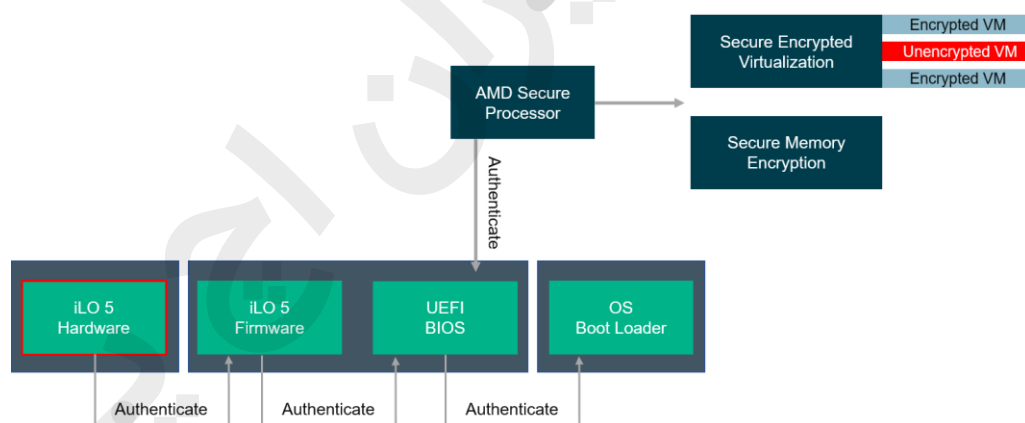 Encrypted VM
Secure Encrypted
Virtualization
Unencrypted VM
Encrypted VM
AMD Secure
Processor
Secure Memory
Encryption
Authenticate
iLO 5
Hardware
iLO 5
Firmware
UEFI
BIOS
OS
Boot Loader
Authenticate
Authenticate
Authenticate